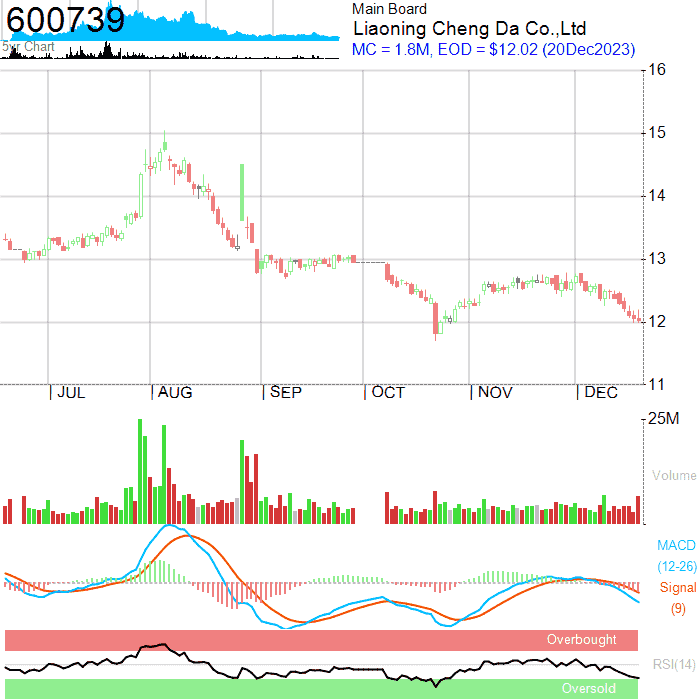 600739
5yr Chart
Main Board
Liaoning Cheng Da Co.,Ltd
MC = 1.8M, EOD = $12.02 (20Dec2023)
16
15
14
13
12
11
JUL AUG SEP OCT NOV DEC
25M
Volume
MACD
(12-26)
Signal
(9)
Overbought
RSI(14)
Oversold